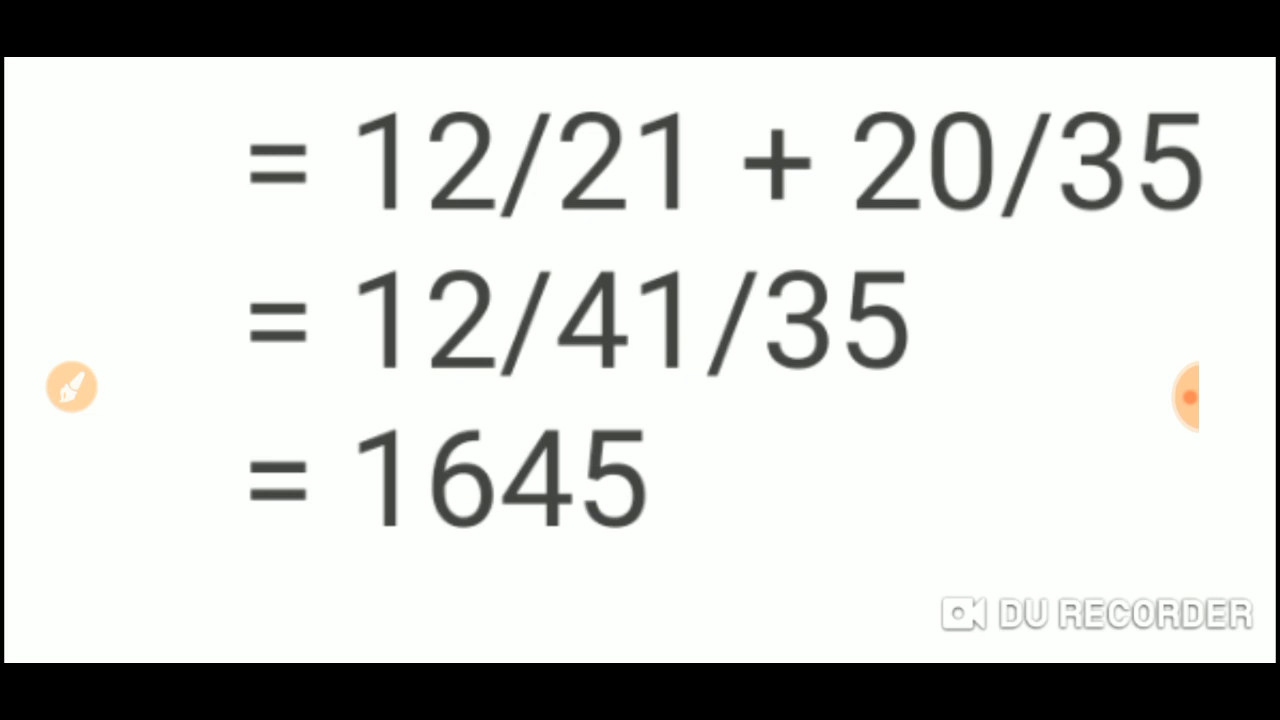 = 12/21 + 20/35
= 12/41/35
= 1645
DU RECORDER